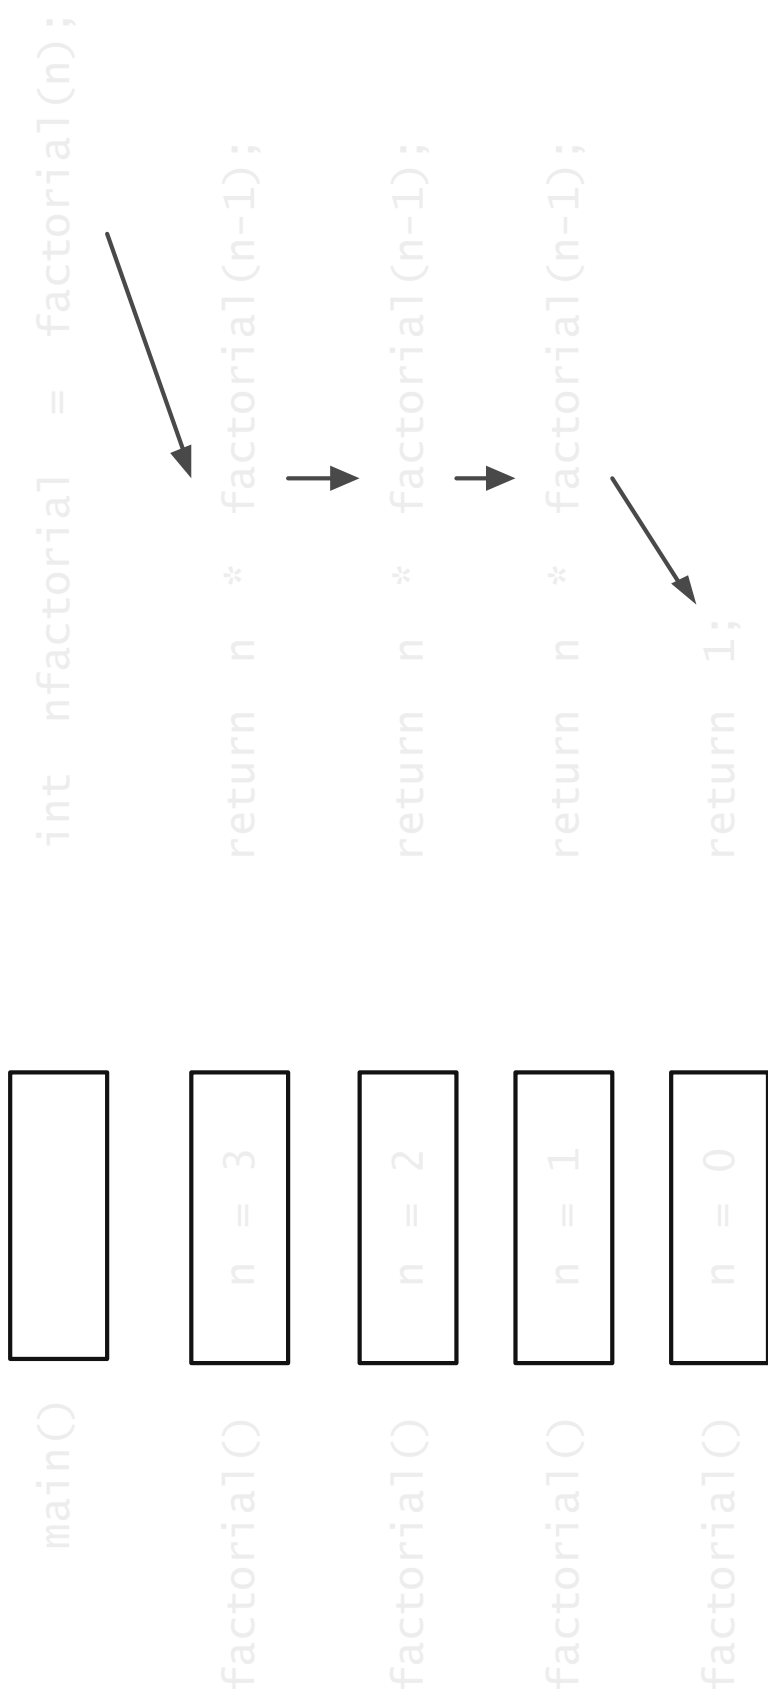 main()
int nfactorial = factorial(n);
factorial()
n = 3
return n * factorial(n-1);
factorial()
n = 2
return n * factorial(n-1);
factorial()
n = 1
return n * factorial(n-1);
factorial()
n = 0
return 1;